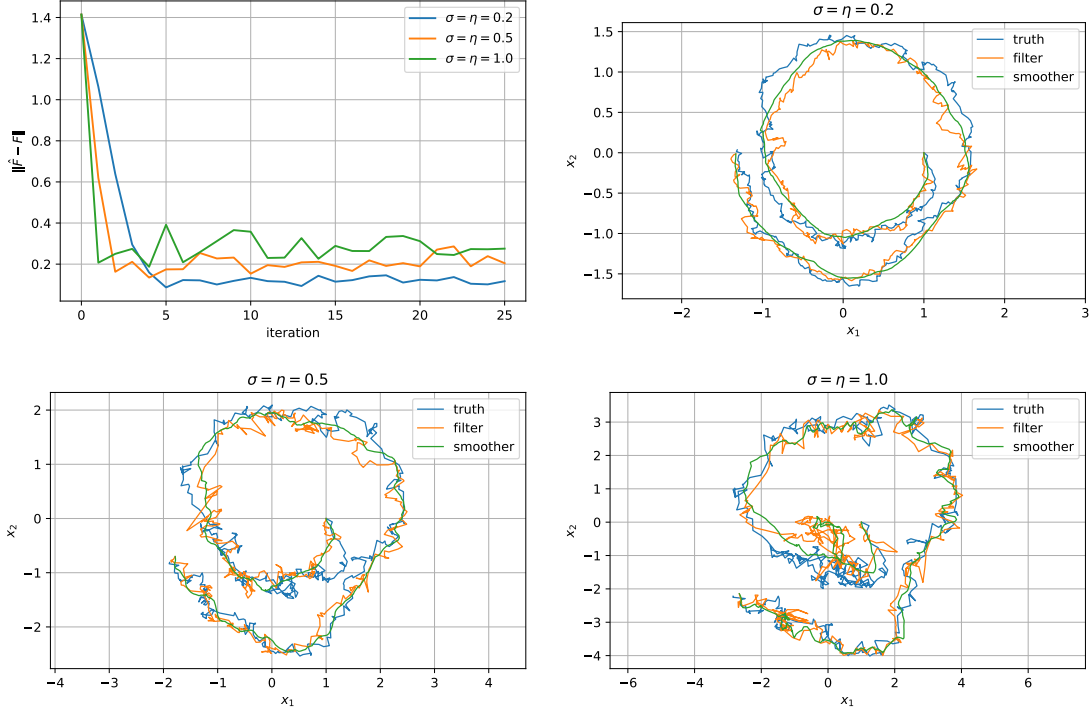 σ = η = 0.2
σ = η = 0.5
σ = η = 1.0
1.4
1.2
1.0
0.8
0.6
0.4
0.2
0
5
10
15
20
25
iteration
‖F̂ − F‖
σ = η = 0.2
truth
filter
smoother
1.5
1.0
0.5
0.0
−0.5
−1.0
−1.5
−2
−1
0
1
2
3
x₁
x₂
σ = η = 0.5
truth
filter
smoother
2
1
0
−1
−2
−4
−3
−2
−1
0
1
2
3
4
x₁
x₂
σ = η = 1.0
truth
filter
smoother
3
2
1
0
−1
−2
−3
−4
−6
−4
−2
0
2
4
6
x₁
x₂